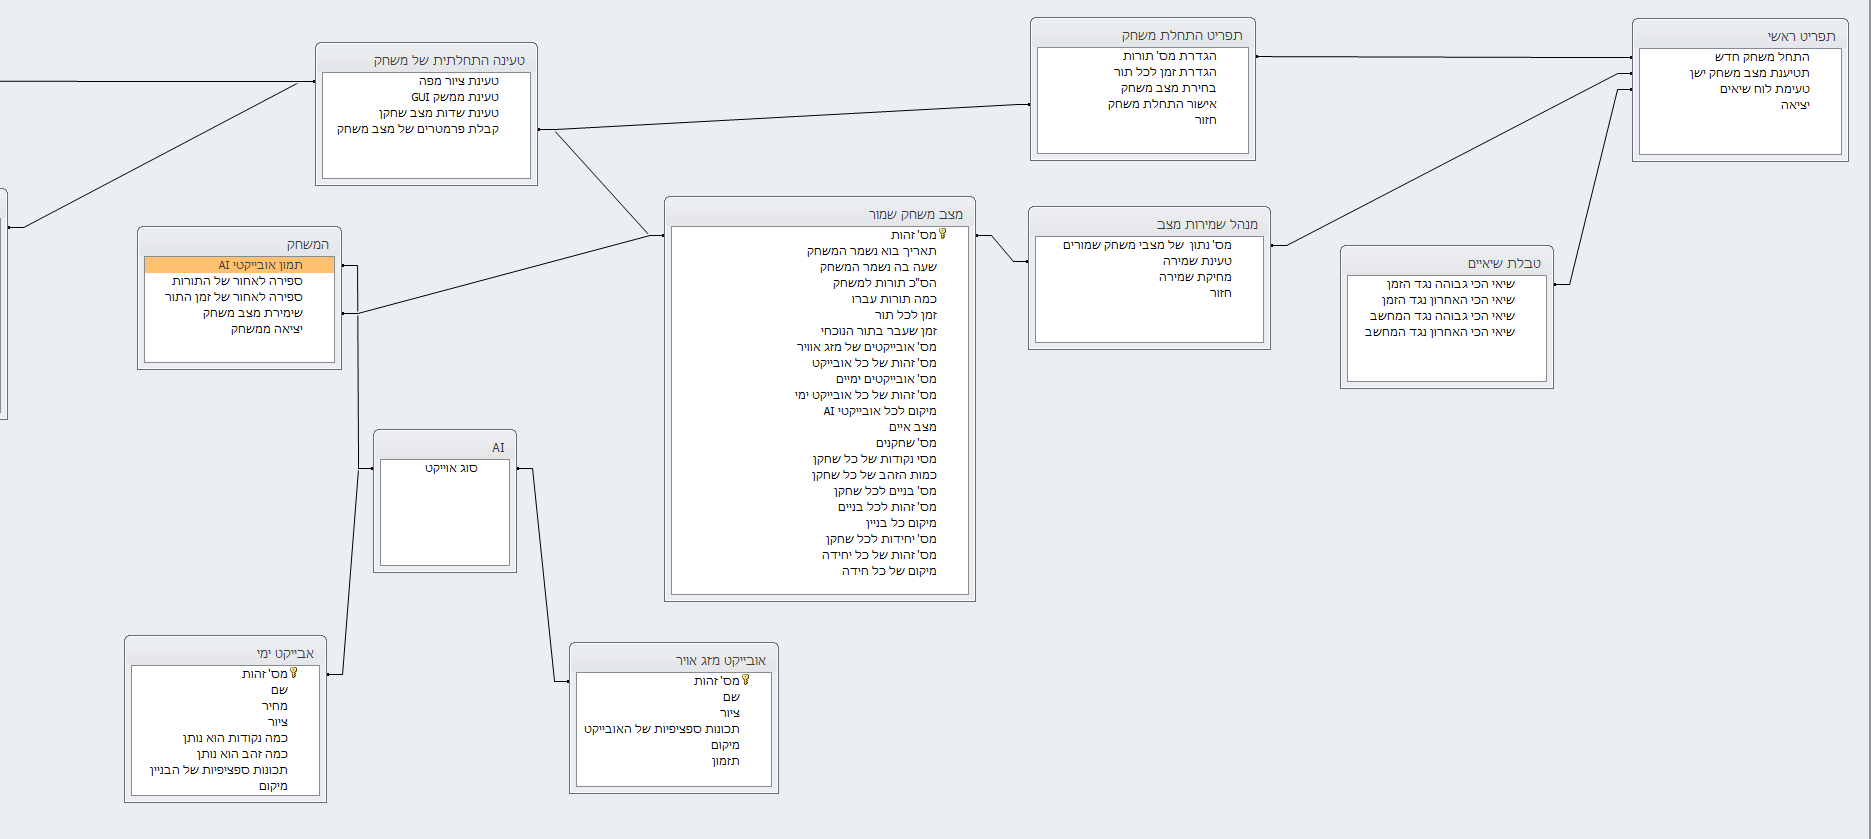 תפריט ראשי
התחל משחק חדש
תטיענת מצב משחק ישן
טעימת לוח שיאים
יציאה
תפריט התחלת משחק
הגדרת מס' תורות
הגדרת זמן לכל תור
בחירת מצב משחק
אישור התחלת משחק
חזור
טעינה התחלתית של משחק
טעינת ציור מפה
טעינת ממשק GUI
טעינת שדות מצב שחקן
קבלת פרמטרים של מצב משחק
מצב משחק שמור
מס' זהות
תאריך בוא נשמר המשחק
שעה בה נשמר המשחק
הס"כ תורות למשחק
כמה תורות עברו
זמן לכל תור
זמן שעבר בתור הנוכחי
מס' אובייקטים של מזג אוויר
מס' זהות של כל אובייקט
מס' אובייקטים ימיים
מס' זהות של כל אובייקט ימי
מיקום לכל אובייקטי AI
מצב איים
מס' שחקנים
מסי נקודות של כל שחקן
כמות הזהב של כל שחקן
מס' בניים לכל שחקן
מס' זהות לכל בניים
מיקום כל בניין
מס' יחידות לכל שחקן
מס' זהות של כל יחידה
מיקום של כל חידה
מנהל שמירות מצב
מס' נתון של מצבי משחק שמורים
טעינת שמירה
מחיקת שמירה
חזור
טבלת שיאיים
שיאי הכי גבוהה נגד הזמן
שיאי הכי האחרון נגד הזמן
שיאי הכי גבוהה נגד המחשב
שיאי הכי האחרון נגד המחשב
המשחק
תמון אובייקטי AI
ספירה לאחור של התורות
ספירה לאחור של זמן התור
שימירת מצב משחק
יציאה ממשחק
AI
סוג אוייקט
אבייקט ימי
מס' זהות
שם
מחיר
ציור
כמה נקודות הוא נותן
כמה זהב הוא נותן
תכונות ספציפיות של הבניין
מיקום
אובייקט מזג אויר
מס' זהות
שם
ציור
תכונות ספציפיות של האובייקט
מיקום
תזמון